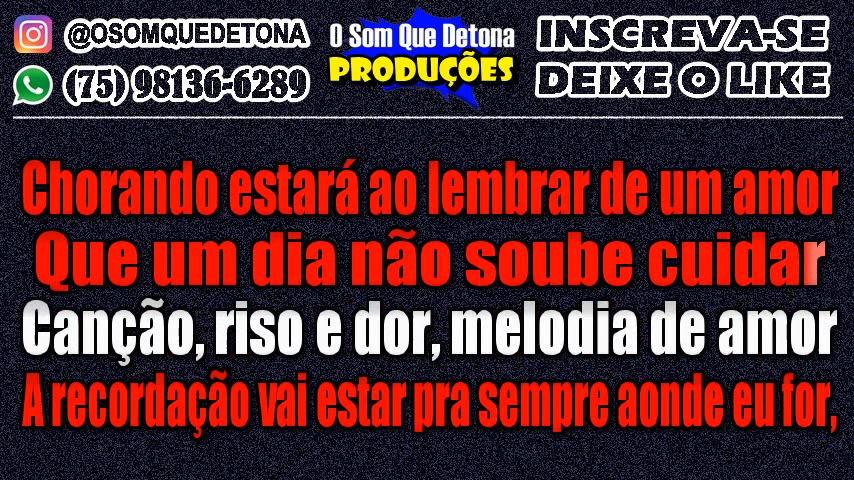 @OSOMQUEDETONA
(75) 98136-6289
O Som Que Detona
PRODUÇÕES
INSCREVA-SE
DEIXE O LIKE
Chorando estará ao lembrar de um amor
Que um dia não soube cuidar
Canção, riso e dor, melodia de amor
A recordação vai estar pra sempre aonde eu for,